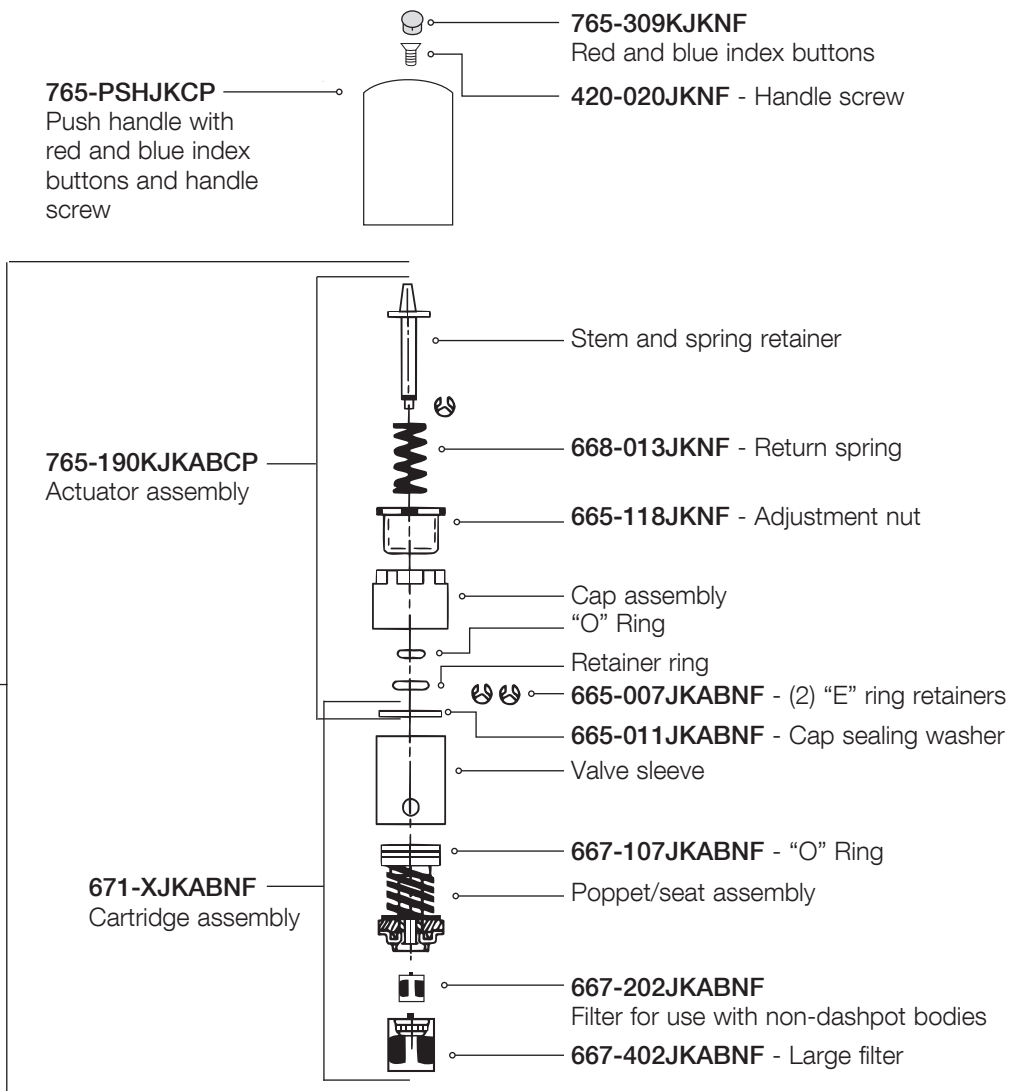 765-309KJKNF
Red and blue index buttons
420-020JKNF - Handle screw
765-PSHJKCP
Push handle with
red and blue index
buttons and handle
screw
Stem and spring retainer
668-013JKNF - Return spring
765-190KJKABCP
Actuator assembly
665-118JKNF - Adjustment nut
Cap assembly
“O” Ring
Retainer ring
665-007JKABNF - (2) “E” ring retainers
665-011JKABNF - Cap sealing washer
Valve sleeve
667-107JKABNF - “O” Ring
Poppet/seat assembly
671-XJKABNF
Cartridge assembly
667-202JKABNF
Filter for use with non-dashpot bodies
667-402JKABNF - Large filter